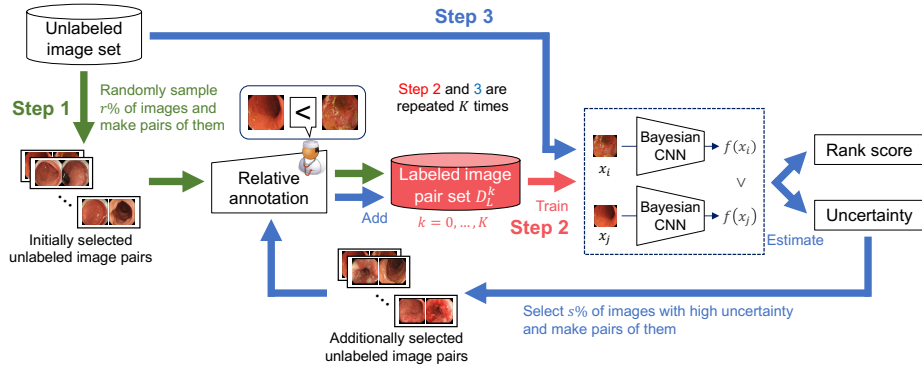 Unlabeled
image set
Step 3
Step 1
Randomly sample
r% of images and
make pairs of them
<
Step 2 and 3 are
repeated K times
Relative
annotation
Add
Labeled image
pair set D_L^k
k = 0, ..., K
Train
Step 2
x_i
Bayesian
CNN
f(x_i)
∨
x_j
Bayesian
CNN
f(x_j)
Estimate
Rank score
Uncertainty
Initially selected
unlabeled image pairs
Select s% of images with high uncertainty
and make pairs of them
Additionally selected
unlabeled image pairs